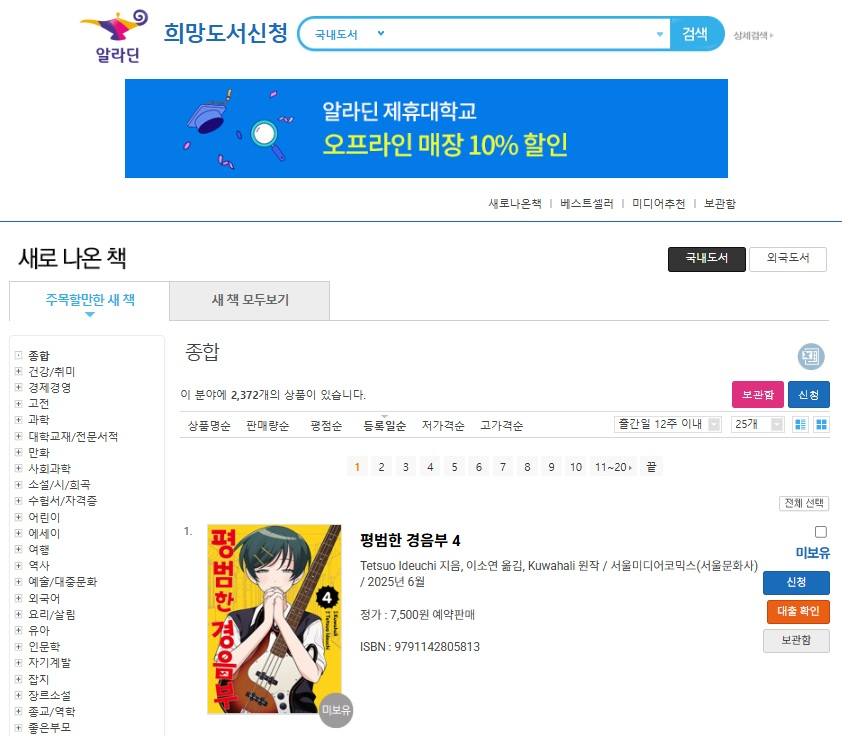 알라딘
희망도서신청
국내도서
검색
상세검색
알라딘 제휴대학교
오프라인 매장 10% 할인
새로나온책 | 베스트셀러 | 미디어추천 | 보관함
새로 나온 책
국내도서
외국도서
주목할만한 새 책
새 책 모두보기
종합
건강/취미
경제경영
고전
과학
대학교재/전문서적
만화
사회과학
소설/시/희곡
수험서/자격증
어린이
에세이
여행
역사
예술/대중문화
외국어
요리/살림
유아
인문학
자기계발
잡지
장르소설
종교/역학
좋은부모
종합
이 분야에 2,372개의 상품이 있습니다.
보관함
신청
상품명순 판매량순 평점순 등록일순 저가격순 고가격순
출간일 12주 이내
25개
1 2 3 4 5 6 7 8 9 10 11~20 끝
전체 선택
1.
평범한 경음부
4
Kuwahali
Tetsuo Ideuchi
미보유
평범한 경음부 4
Tetsuo Ideuchi 지음, 이소연 옮김, Kuwahali 원작 / 서울미디어코믹스(서울문화사)
/ 2025년 6월
정가 : 7,500원 예약판매
ISBN : 9791142805813
미보유
신청
대출 확인
보관함